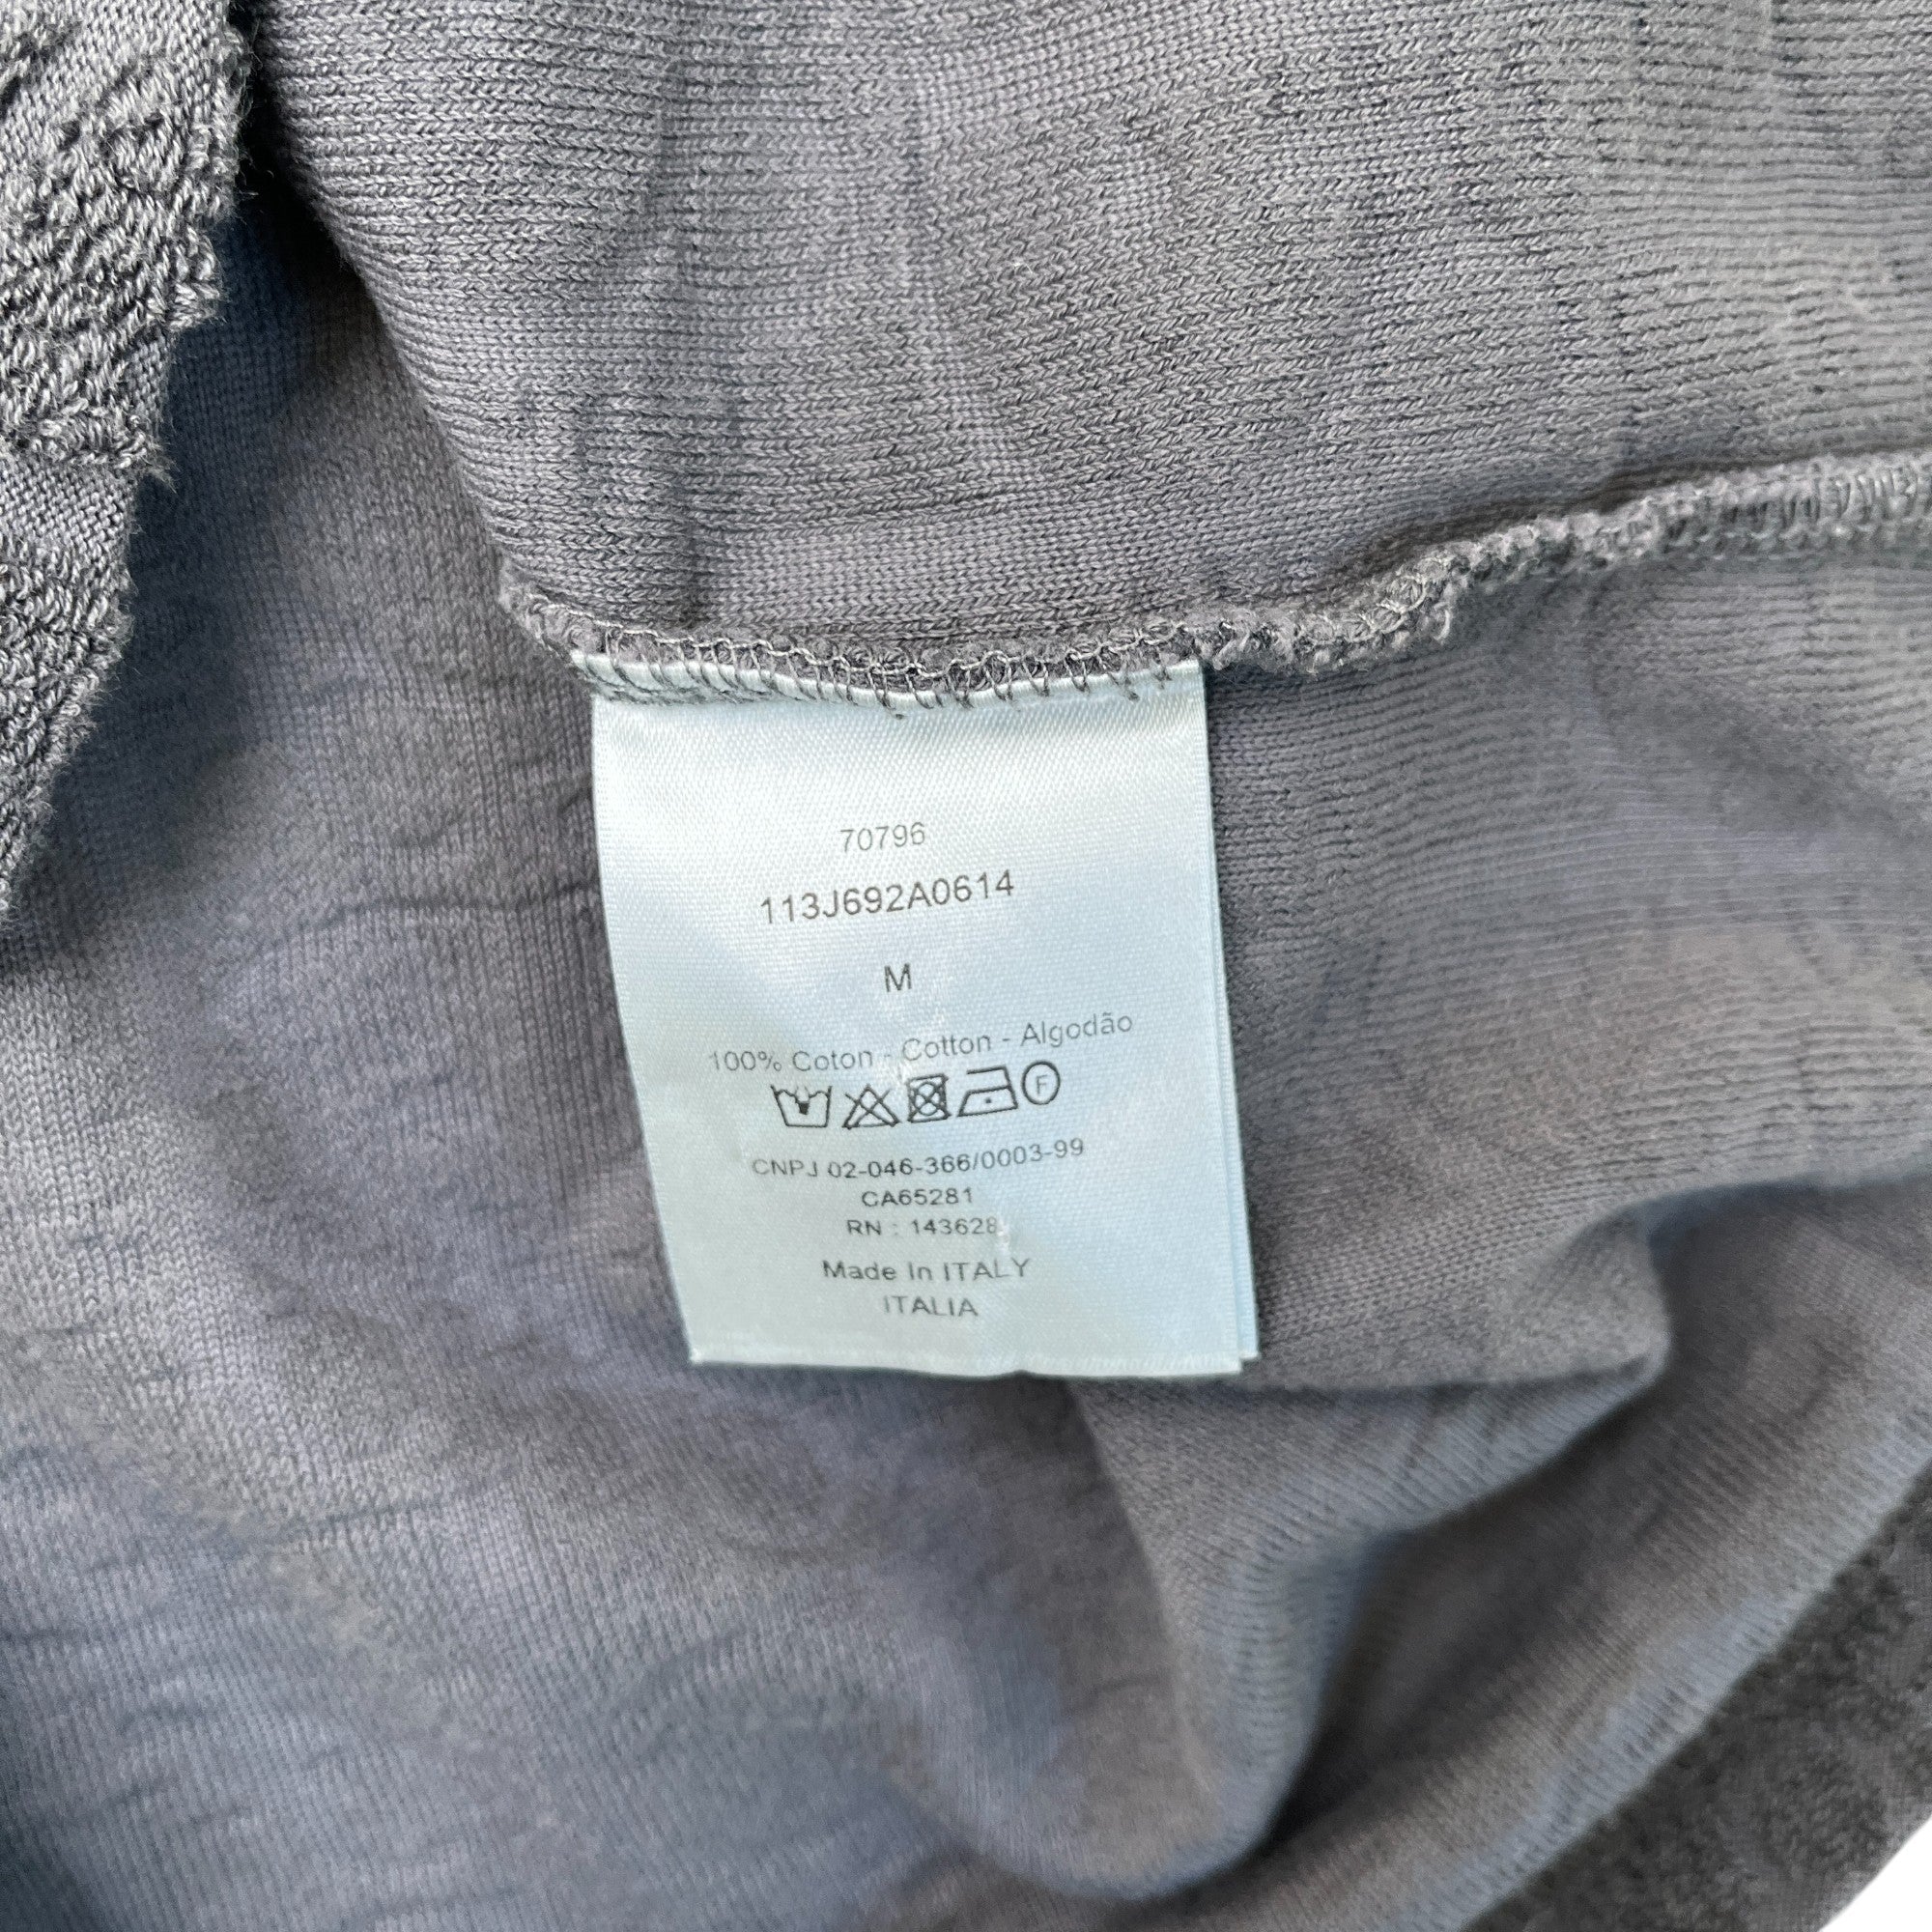 70796
113J692A0614
M
100% Coton - Cotton - Algodão
F
CNPJ 02-046-366/0003-99
CA65281
RN : 143628
Made In ITALY
ITALIA